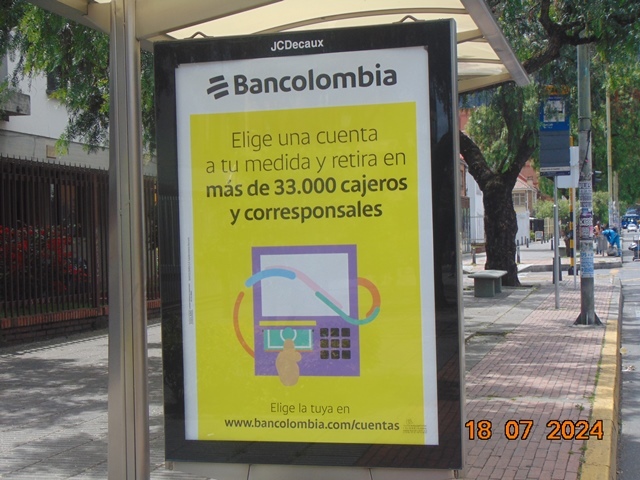 JCDecaux
Bancolombia
Elige una cuenta
a tu medida y retira en
más de 33.000 cajeros
y corresponsales
Elige la tuya en
www.bancolombia.com/cuentas
18 07 2024